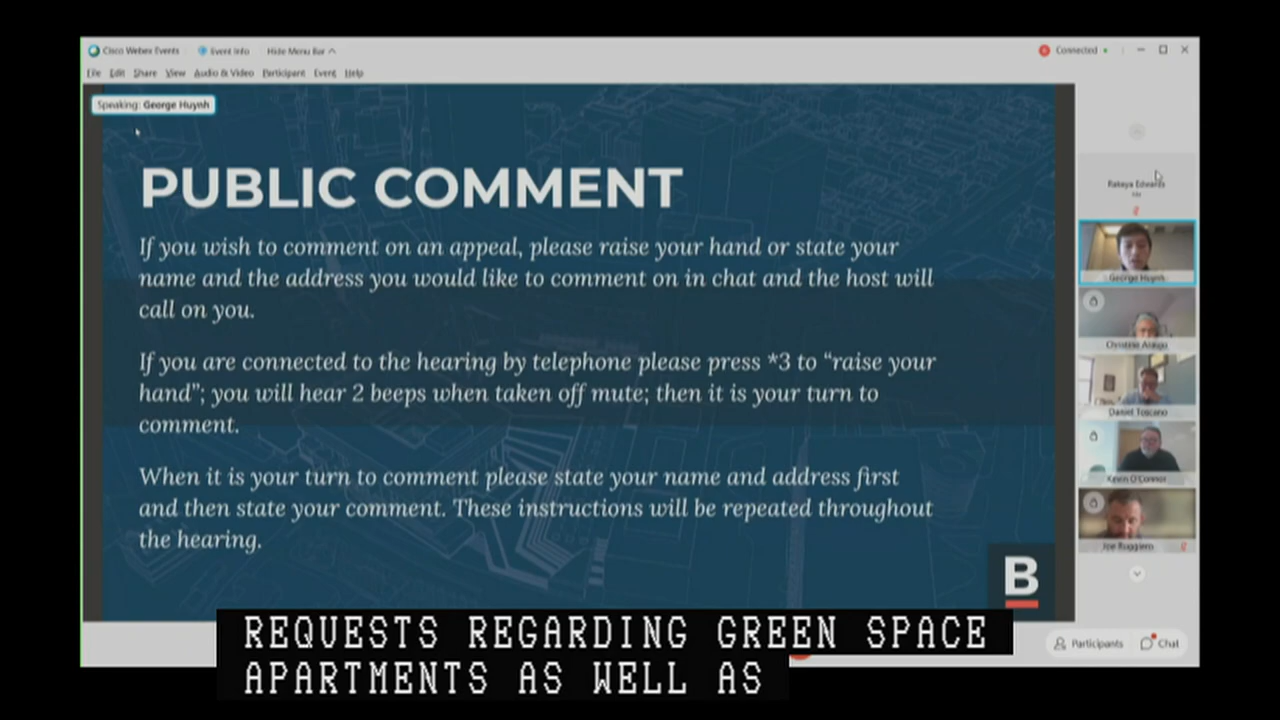 Cisco Webex Events
Event Info
Hide Menu Bar
Connected
File Edit Share View Audio & Video Participant Event Help
Speaking: George Huynh
PUBLIC COMMENT
If you wish to comment on an appeal, please raise your hand or state your
name and the address you would like to comment on in chat and the host will
call on you.
If you are connected to the hearing by telephone please press *3 to “raise your
hand”; you will hear 2 beeps when taken off mute; then it is your turn to
comment.
When it is your turn to comment please state your name and address first
and then state your comment. These instructions will be repeated throughout
the hearing.
B
Rakeya Edwards
George Huynh
Christine Araujo
Daniel Toscano
Kevin O'Connor
Joe Ruggiero
Participants
Chat
REQUESTS REGARDING GREEN SPACE
APARTMENTS AS WELL AS